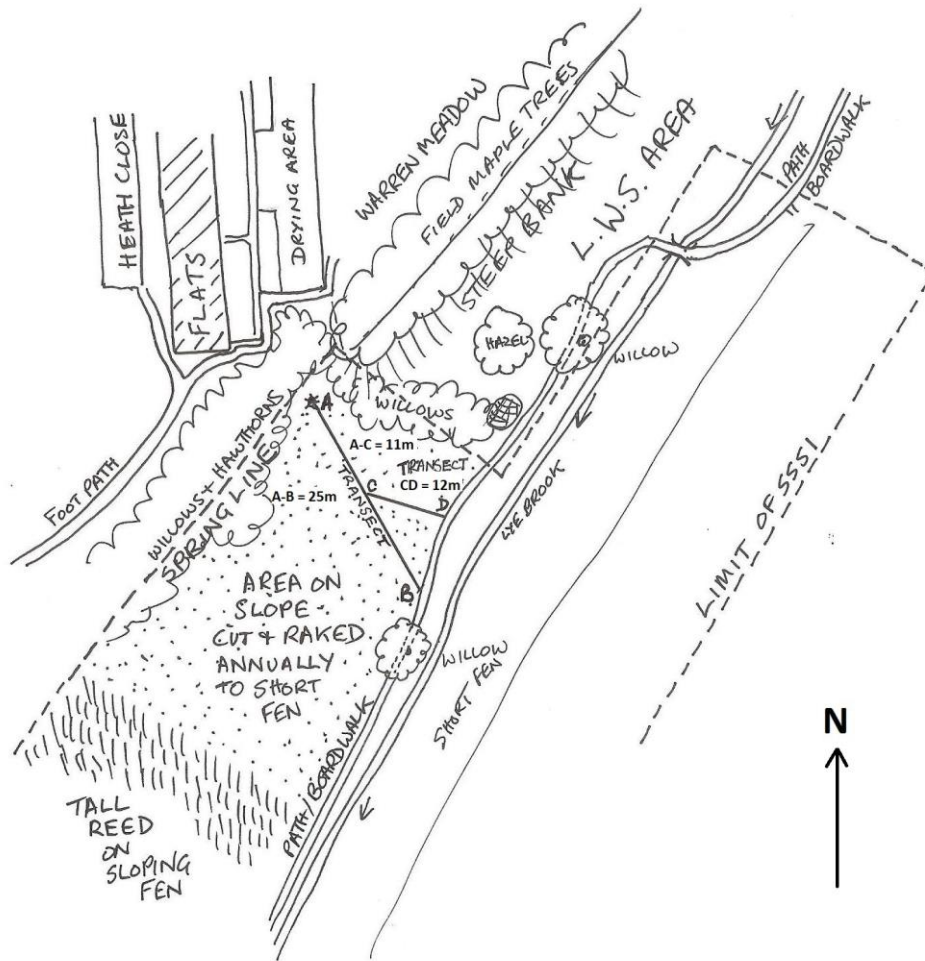 HEATH CLOSE
FLATS
DRYING AREA
WARREN MEADOW
FIELD MAPLE TREES
STEEP BANK
L.W.S. AREA
PATH
BOARDWALK
HAZEL
WILLOW
WILLOWS
A
A-C = 11m
TRANSECT
CD = 12m
C
D
TRANSECT
A-B = 25m
B
FOOT PATH
WILLOWS + HAWTHORNS
SPRING LINE
LYE BROOK
LIMIT OF SSSI
AREA ON
SLOPE
CUT & RAKED
ANNUALLY
TO SHORT
FEN
WILLOW
SHORT FEN
PATH/BOARDWALK
TALL
REED
ON
SLOPING
FEN
N